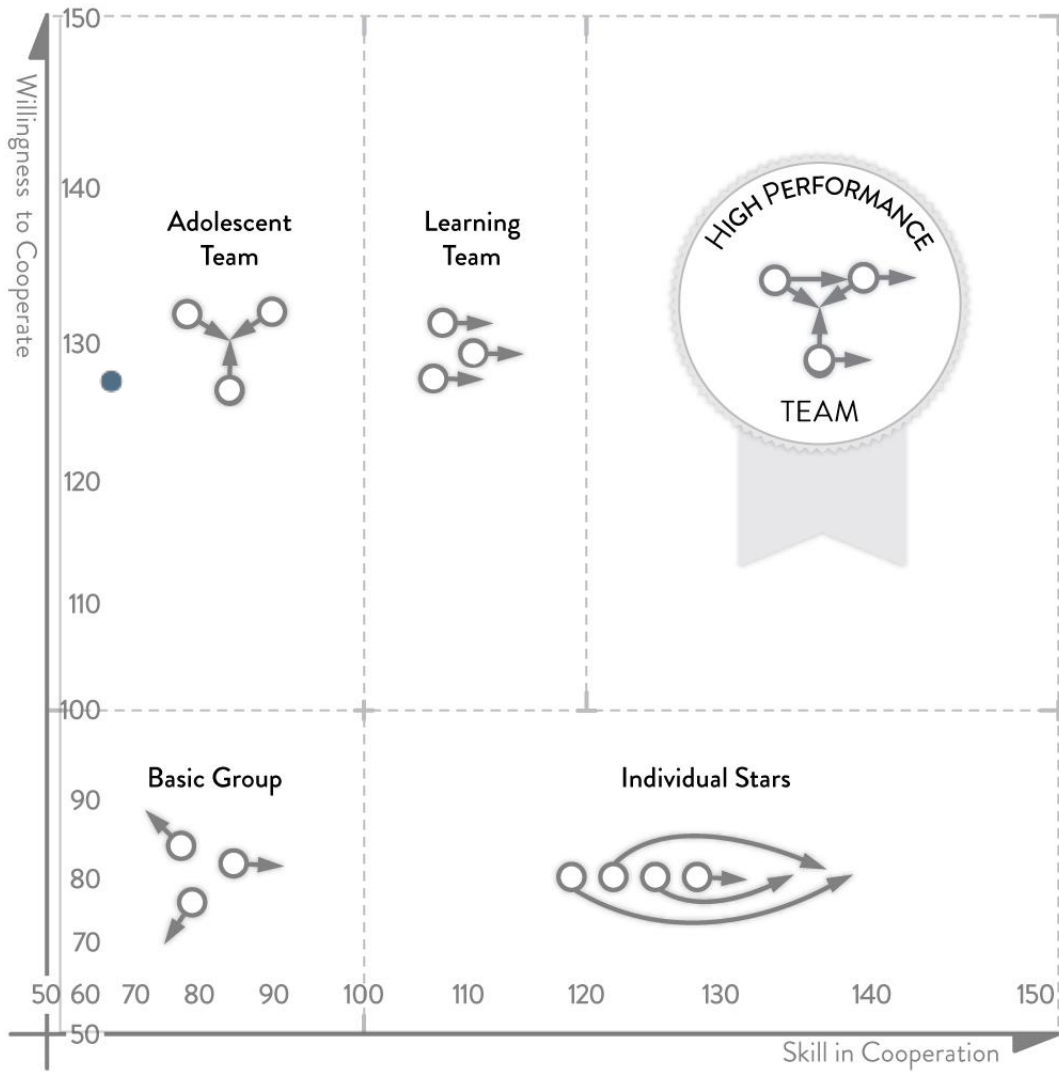 150
Willingness to Cooperate
140
Adolescent
Team
Learning
Team
HIGH PERFORMANCE
TEAM
130
120
110
100
Basic Group
Individual Stars
90
80
70
50 60 70 80 90 100 110 120 130 140 150
50
Skill in Cooperation